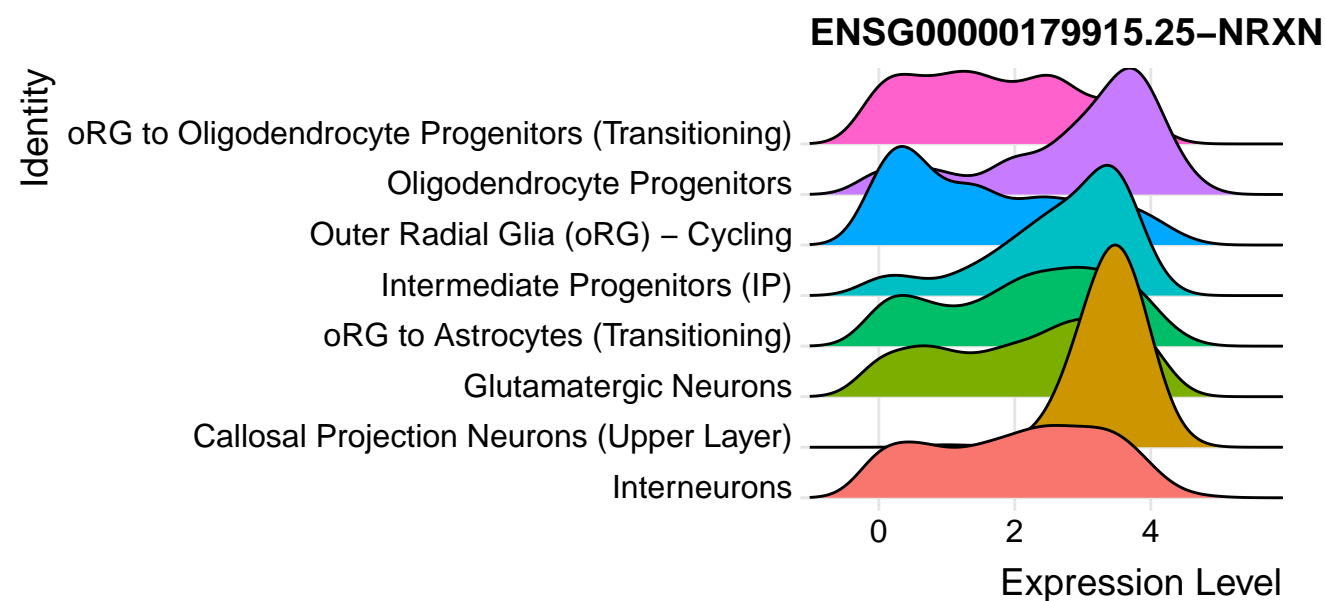 ENSG00000179915.25−NRXN
Identity
oRG to Oligodendrocyte Progenitors (Transitioning)
Oligodendrocyte Progenitors
Outer Radial Glia (oRG) − Cycling
Intermediate Progenitors (IP)
oRG to Astrocytes (Transitioning)
Glutamatergic Neurons
Callosal Projection Neurons (Upper Layer)
Interneurons
0 2 4
Expression Level